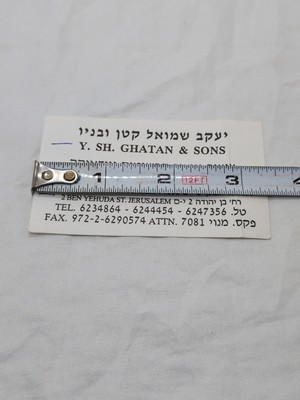 יעקב שמואל קטן ובניו
Y. SH. GHATAN & SONS
1 2 12FT 3 4
2 BEN YEHUDA ST. JERUSALEM רח' בן יהודה 2 י-ם
TEL. 6234864 - 6244454 - 6247356 .טל
FAX. 972-2-6290574 ATTN. 7081 פקס. מנוי